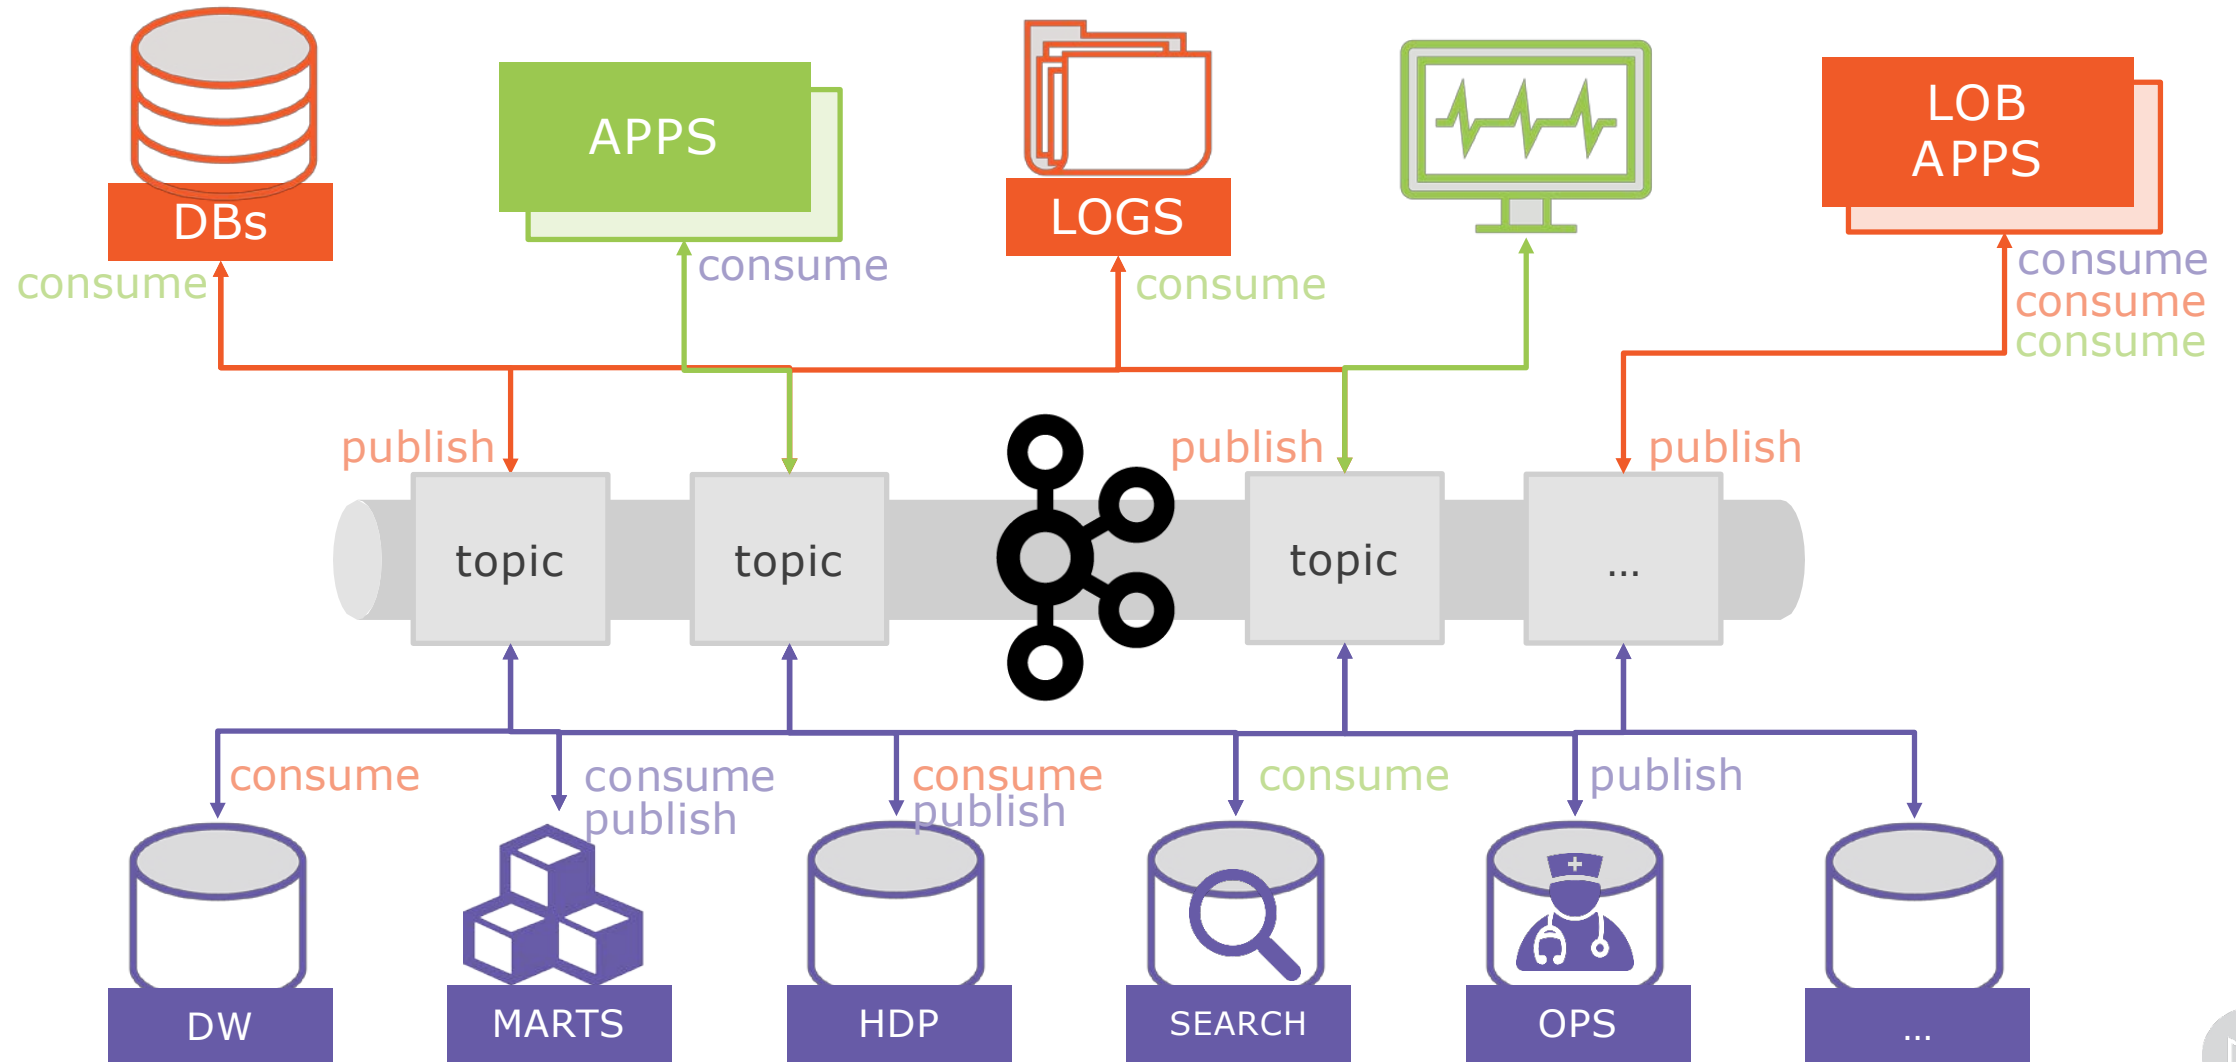 DBs
APPS
LOGS
LOB
APPS
consume
consume
consume
consume
consume
consume
publish
publish
publish
topic
topic
topic
...
consume
consume
publish
consume
publish
consume
publish
DW
MARTS
HDP
SEARCH
OPS
...